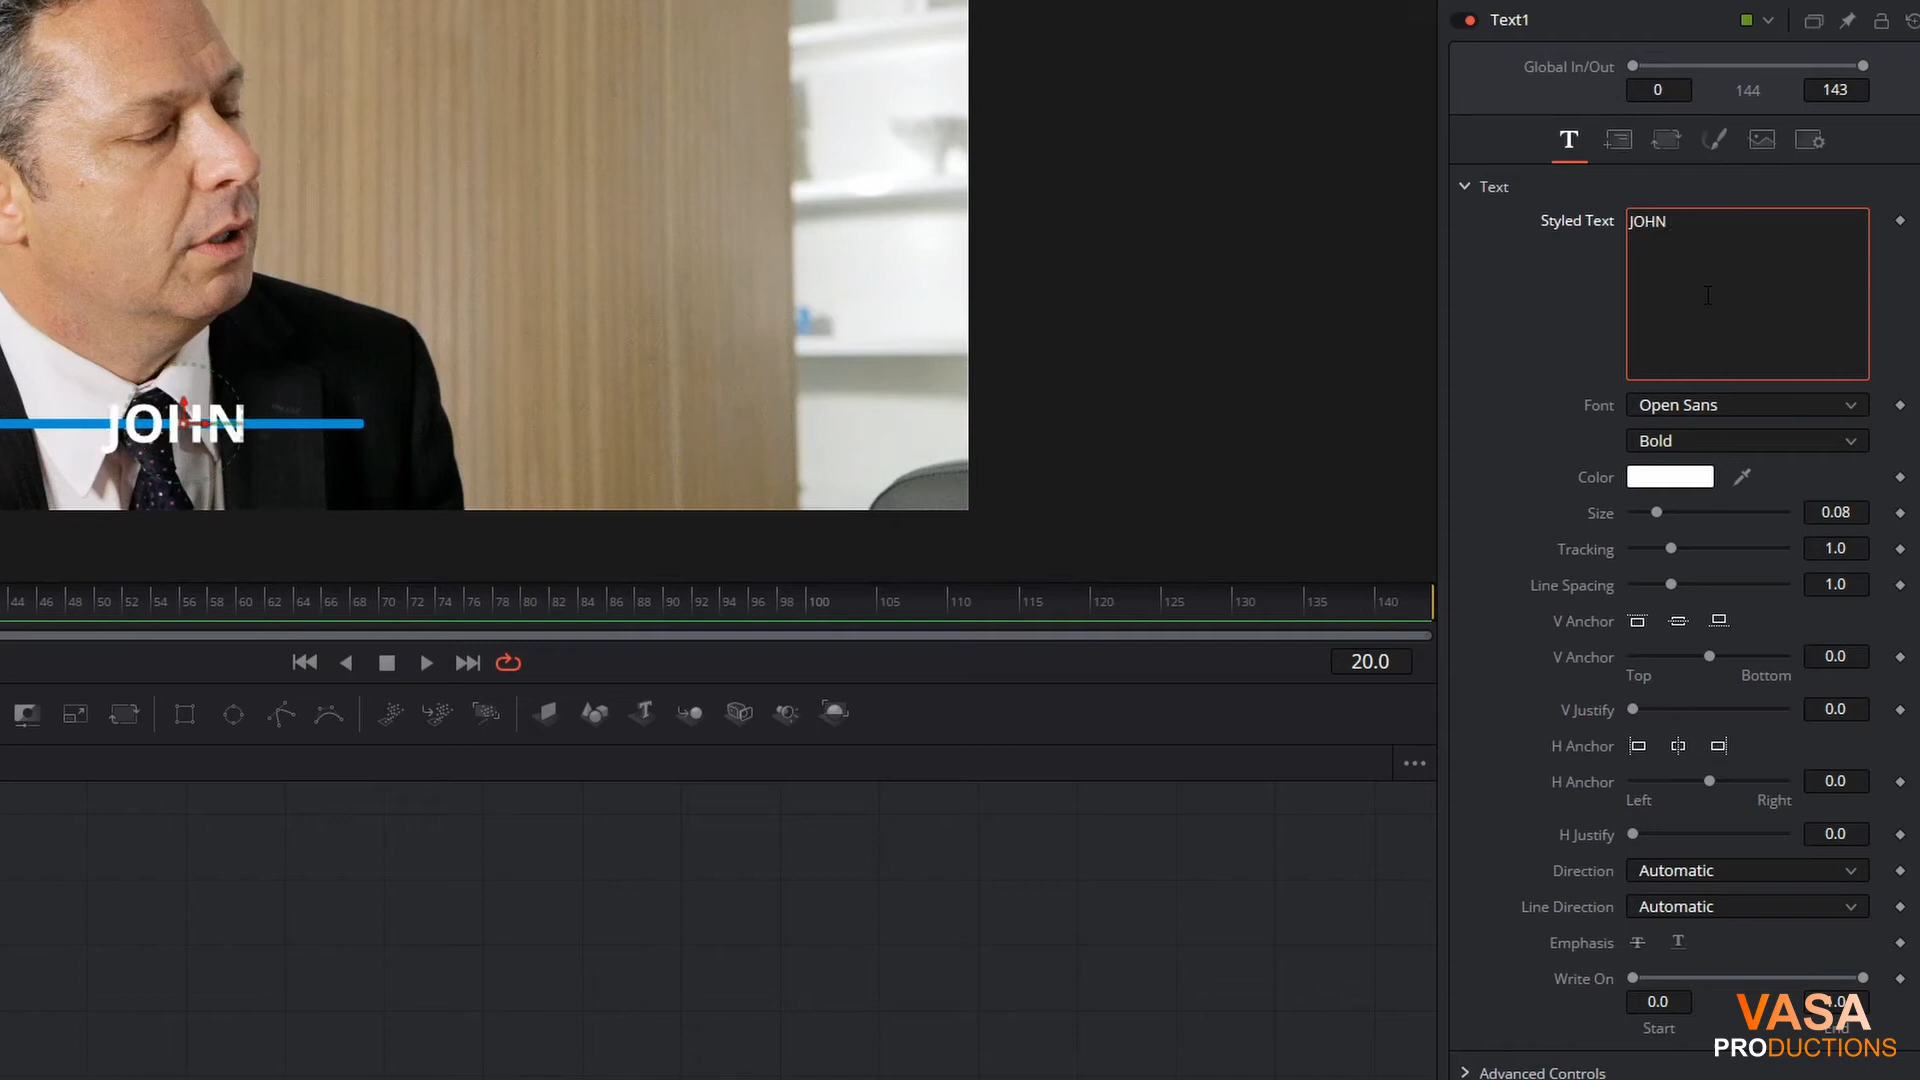 Text1
Global In/Out
0 144 143
T
Text
Styled Text JOHN
JOHN
Font Open Sans
Bold
Color
Size 0.08
Tracking 1.0
Line Spacing 1.0
V Anchor
V Anchor 0.0
Top Bottom
V Justify 0.0
H Anchor
H Anchor 0.0
Left Right
H Justify 0.0
Direction Automatic
Line Direction Automatic
Emphasis T T
Write On
0.0 1.0
Start End
Advanced Controls
44 46 48 50 52 54 56 58 60 62 64 66 68 70 72 74 76 78 80 82 84 86 88 90 92 94 96 98 100 105 110 115 120 125 130 135 140
20.0
VASA
PRODUCTIONS